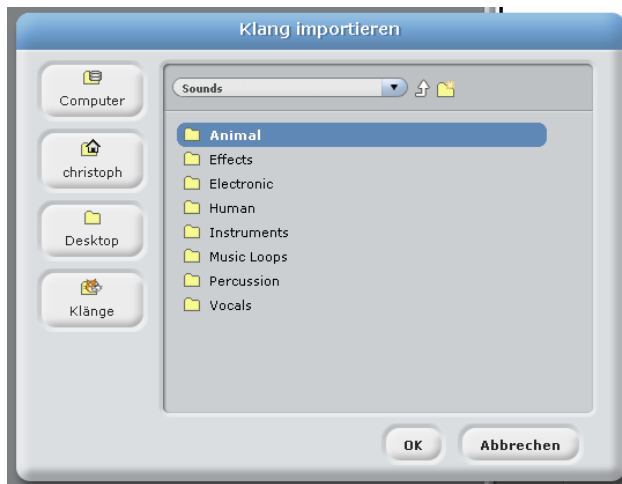 Klang importieren
Computer
christoph
Desktop
Klänge
Sounds
Animal
Effects
Electronic
Human
Instruments
Music Loops
Percussion
Vocals
OK
Abbrechen